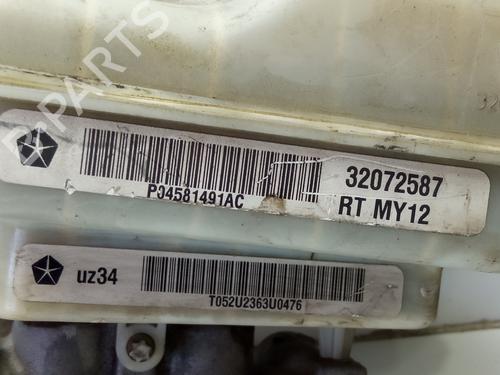 B-PARTS
32072587
P04581491AC
RT MY12
uz34
T052U2363U0476